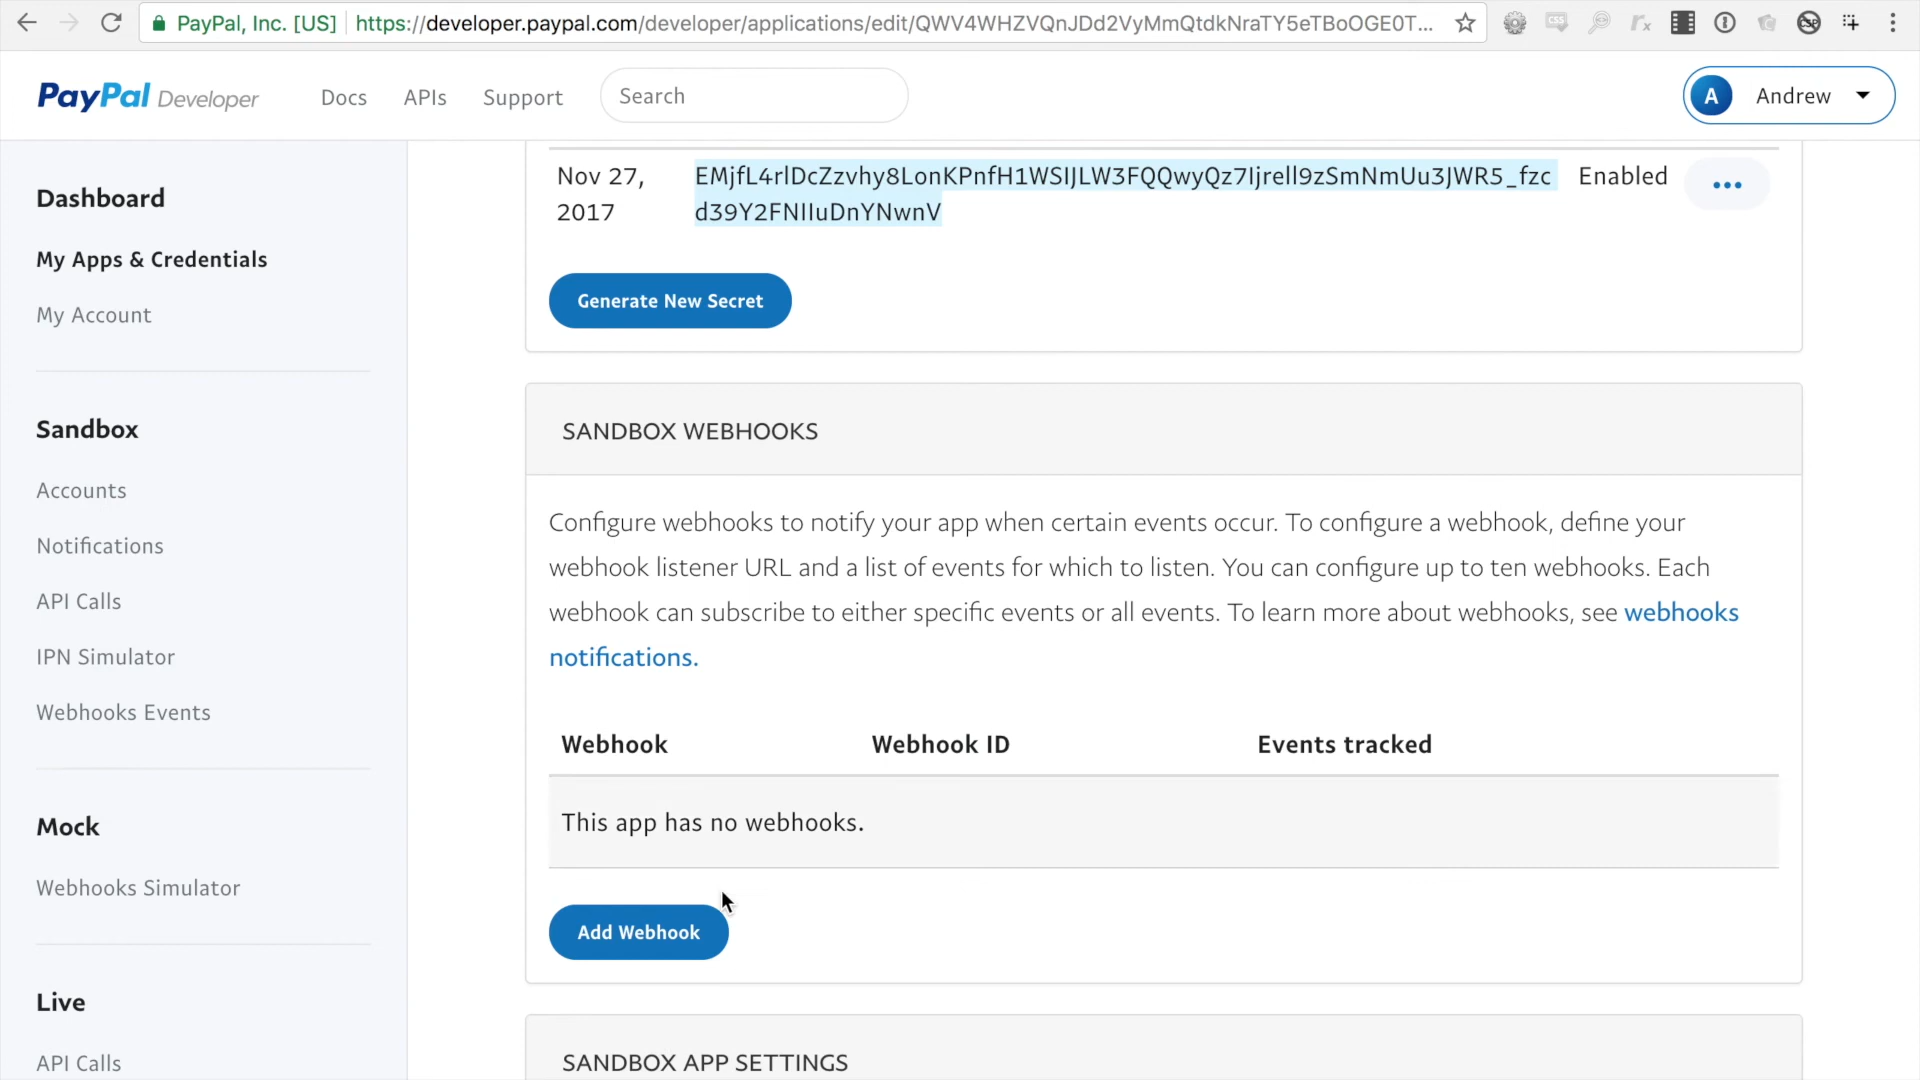 PayPal, Inc. [US] https://developer.paypal.com/developer/applications/edit/QWV4WHZVQnJDd2VyMmQtdkNraTY5eTBoOGE0T...
PayPal Developer Docs APIs Support Search A Andrew
Nov 27, 2017
EMjfL4rlDcZzvhy8LonKPnfH1WSIJLW3FQQwyQz7Ijrell9zSmNmUu3JWR5_fzc
d39Y2FNIIuDnYNwnV
Enabled
Generate New Secret
Dashboard
My Apps & Credentials
My Account
Sandbox
Accounts
Notifications
API Calls
IPN Simulator
Webhooks Events
Mock
Webhooks Simulator
Live
API Calls
SANDBOX WEBHOOKS
Configure webhooks to notify your app when certain events occur. To configure a webhook, define your
webhook listener URL and a list of events for which to listen. You can configure up to ten webhooks. Each
webhook can subscribe to either specific events or all events. To learn more about webhooks, see webhooks
notifications.
Webhook Webhook ID Events tracked
This app has no webhooks.
Add Webhook
SANDBOX APP SETTINGS